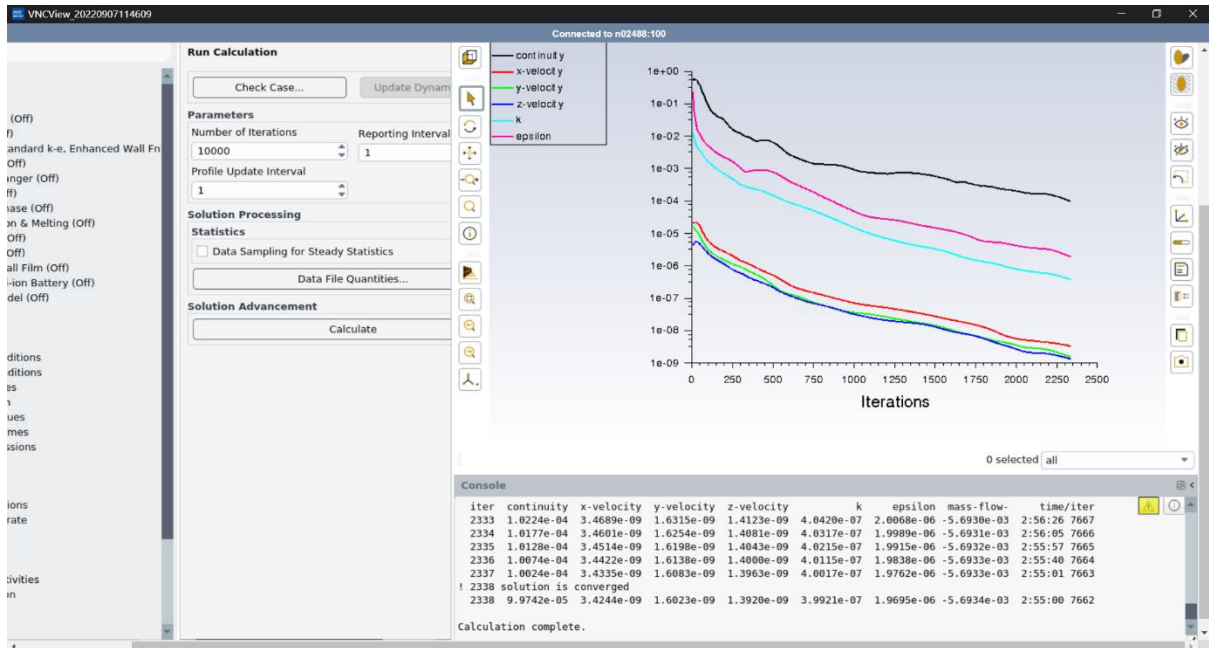 VNCView_20220907114609
Connected to n02488:100
(Off)
f)
tandard k-e, Enhanced Wall Fn
Off)
anger (Off)
ff)
hase (Off)
on & Melting (Off)
Off)
Off)
all Film (Off)
i-ion Battery (Off)
del (Off)
nditions
ditions
es
n
ues
mes
ssions
ions
rate
tivities
on
Run Calculation
Check Case...
Update Dynam
Parameters
Number of Iterations
Reporting Interval
10000
1
Profile Update Interval
1
Solution Processing
Statistics
Data Sampling for Steady Statistics
Data File Quantities...
Solution Advancement
Calculate
continuity
x-velocity
y-velocity
z-velocity
k
epsilon
1e+00
1e-01
1e-02
1e-03
1e-04
1e-05
1e-06
1e-07
1e-08
1e-09
0 250 500 750 1000 1250 1500 1750 2000 2250 2500
Iterations
0 selected all
Console
iter continuity x-velocity y-velocity z-velocity k epsilon mass-flow- time/iter
2333 1.0224e-04 3.4689e-09 1.6315e-09 1.4123e-09 4.0420e-07 2.0068e-06 -5.6930e-03 2:56:26 7667
2334 1.0177e-04 3.4601e-09 1.6254e-09 1.4081e-09 4.0317e-07 1.9989e-06 -5.6931e-03 2:56:05 7666
2335 1.0128e-04 3.4514e-09 1.6198e-09 1.4043e-09 4.0215e-07 1.9915e-06 -5.6932e-03 2:55:57 7665
2336 1.0074e-04 3.4422e-09 1.6138e-09 1.4000e-09 4.0115e-07 1.9838e-06 -5.6933e-03 2:55:40 7664
2337 1.0024e-04 3.4335e-09 1.6083e-09 1.3963e-09 4.0017e-07 1.9762e-06 -5.6933e-03 2:55:01 7663
! 2338 solution is converged
2338 9.9742e-05 3.4244e-09 1.6023e-09 1.3920e-09 3.9921e-07 1.9695e-06 -5.6934e-03 2:55:00 7662
Calculation complete.